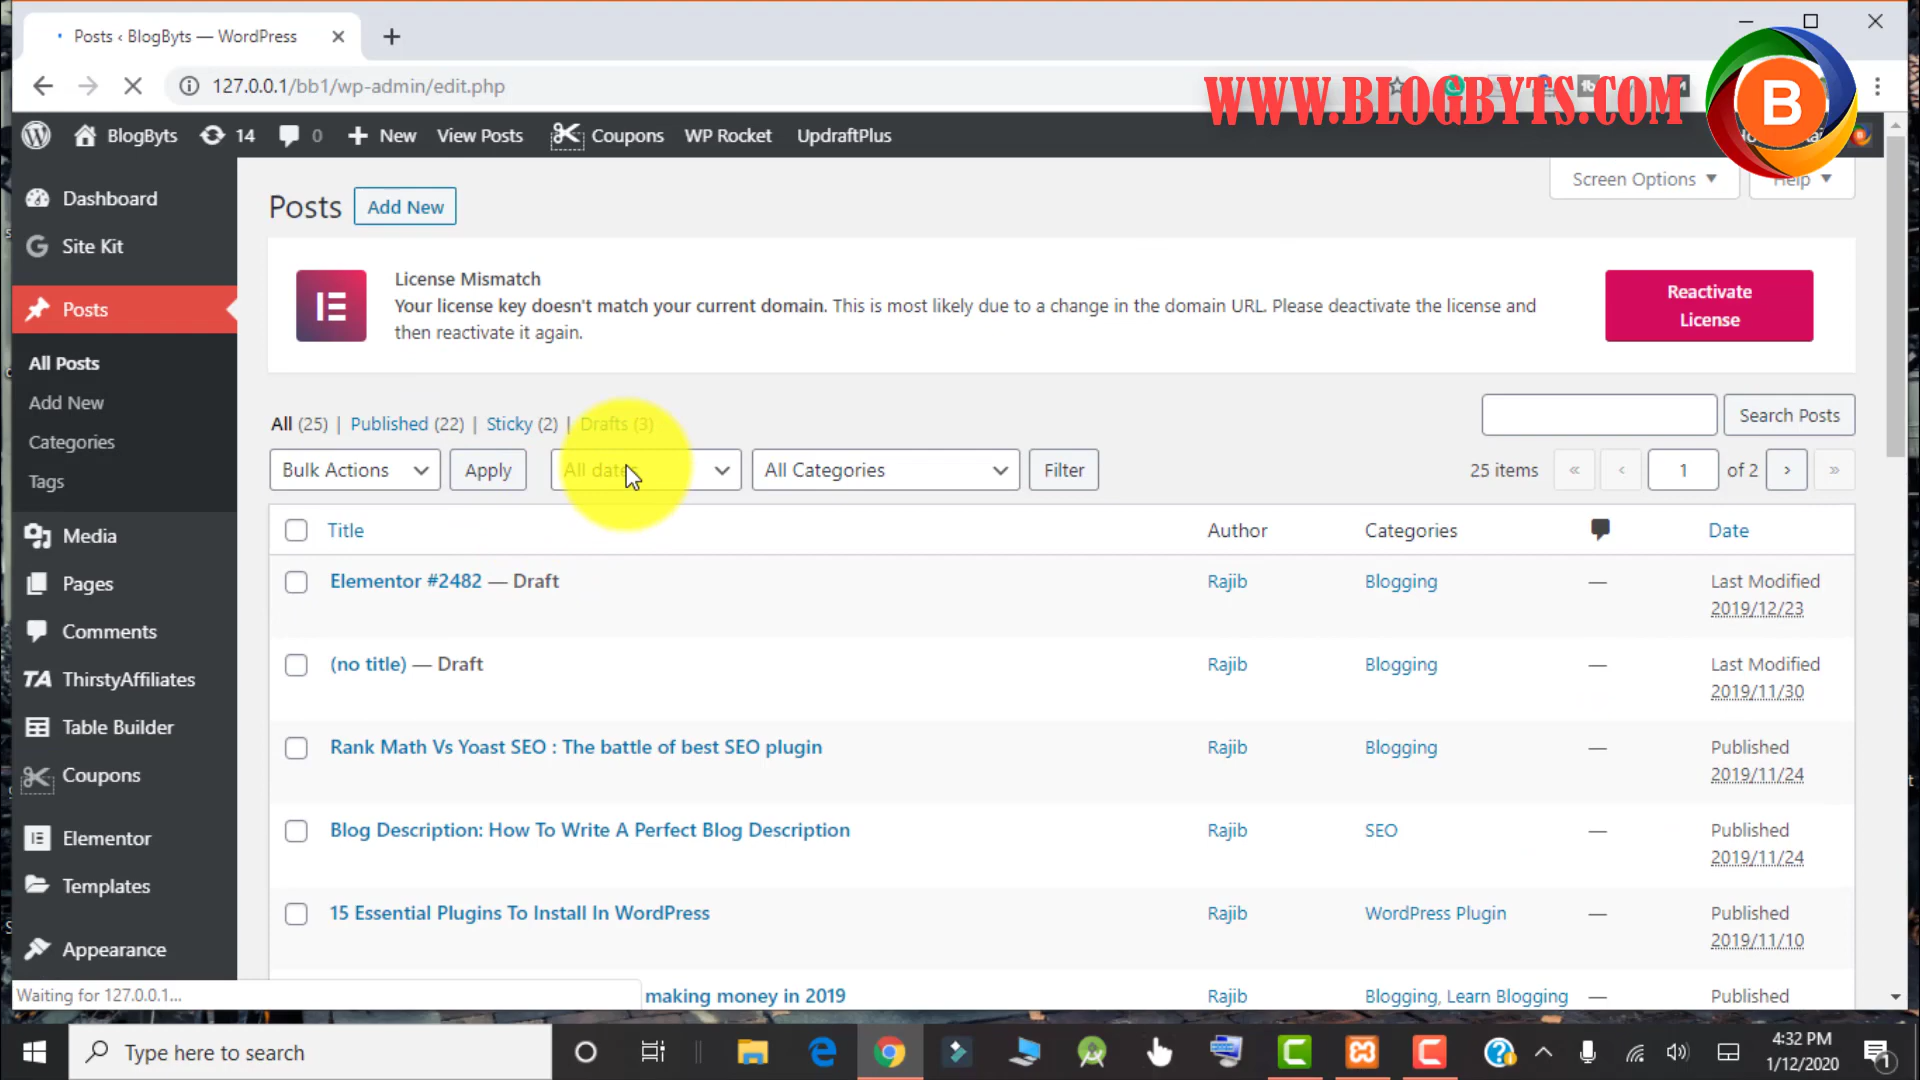 Posts ‹ BlogByts — WordPress
127.0.0.1/bb1/wp-admin/edit.php
WWW.BLOGBYTS.COM
B
BlogByts 14 0 New View Posts Coupons WP Rocket UpdraftPlus
Screen Options Help
Dashboard
Site Kit
Posts
All Posts
Add New
Categories
Tags
Media
Pages
Comments
TA ThirstyAffiliates
Table Builder
Coupons
Elementor
Templates
Appearance
Posts Add New
License Mismatch
Your license key doesn't match your current domain. This is most likely due to a change in the domain URL. Please deactivate the license and
then reactivate it again.
Reactivate
License
All (25) | Published (22) | Sticky (2) | Drafts (3)
Search Posts
Bulk Actions Apply All dates All Categories Filter 25 items « ‹ 1 of 2 › »
Title Author Categories Date
Elementor #2482 — Draft Rajib Blogging — Last Modified
2019/12/23
(no title) — Draft Rajib Blogging — Last Modified
2019/11/30
Rank Math Vs Yoast SEO : The battle of best SEO plugin Rajib Blogging — Published
2019/11/24
Blog Description: How To Write A Perfect Blog Description Rajib SEO — Published
2019/11/24
15 Essential Plugins To Install In WordPress Rajib WordPress Plugin — Published
2019/11/10
making money in 2019 Rajib Blogging, Learn Blogging — Published
Waiting for 127.0.0.1...
Type here to search
4:32 PM
1/12/2020
1